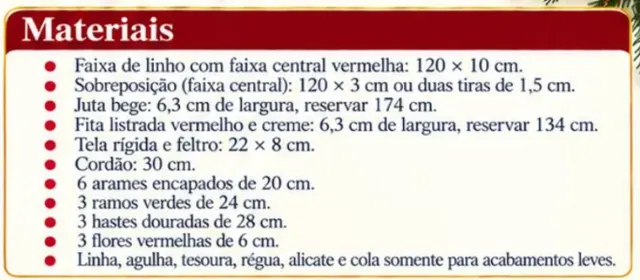 Materiais
Faixa de linho com faixa central vermelha: 120 × 10 cm.
Sobreposição (faixa central): 120 × 3 cm ou duas tiras de 1,5 cm.
Juta bege: 6,3 cm de largura, reservar 174 cm.
Fita listrada vermelho e creme: 6,3 cm de largura, reservar 134 cm.
Tela rígida e feltro: 22 × 8 cm.
Cordão: 30 cm.
6 arames encapados de 20 cm.
3 ramos verdes de 24 cm.
3 hastes douradas de 28 cm.
3 flores vermelhas de 6 cm.
Linha, agulha, tesoura, régua, alicate e cola somente para acabamentos leves.